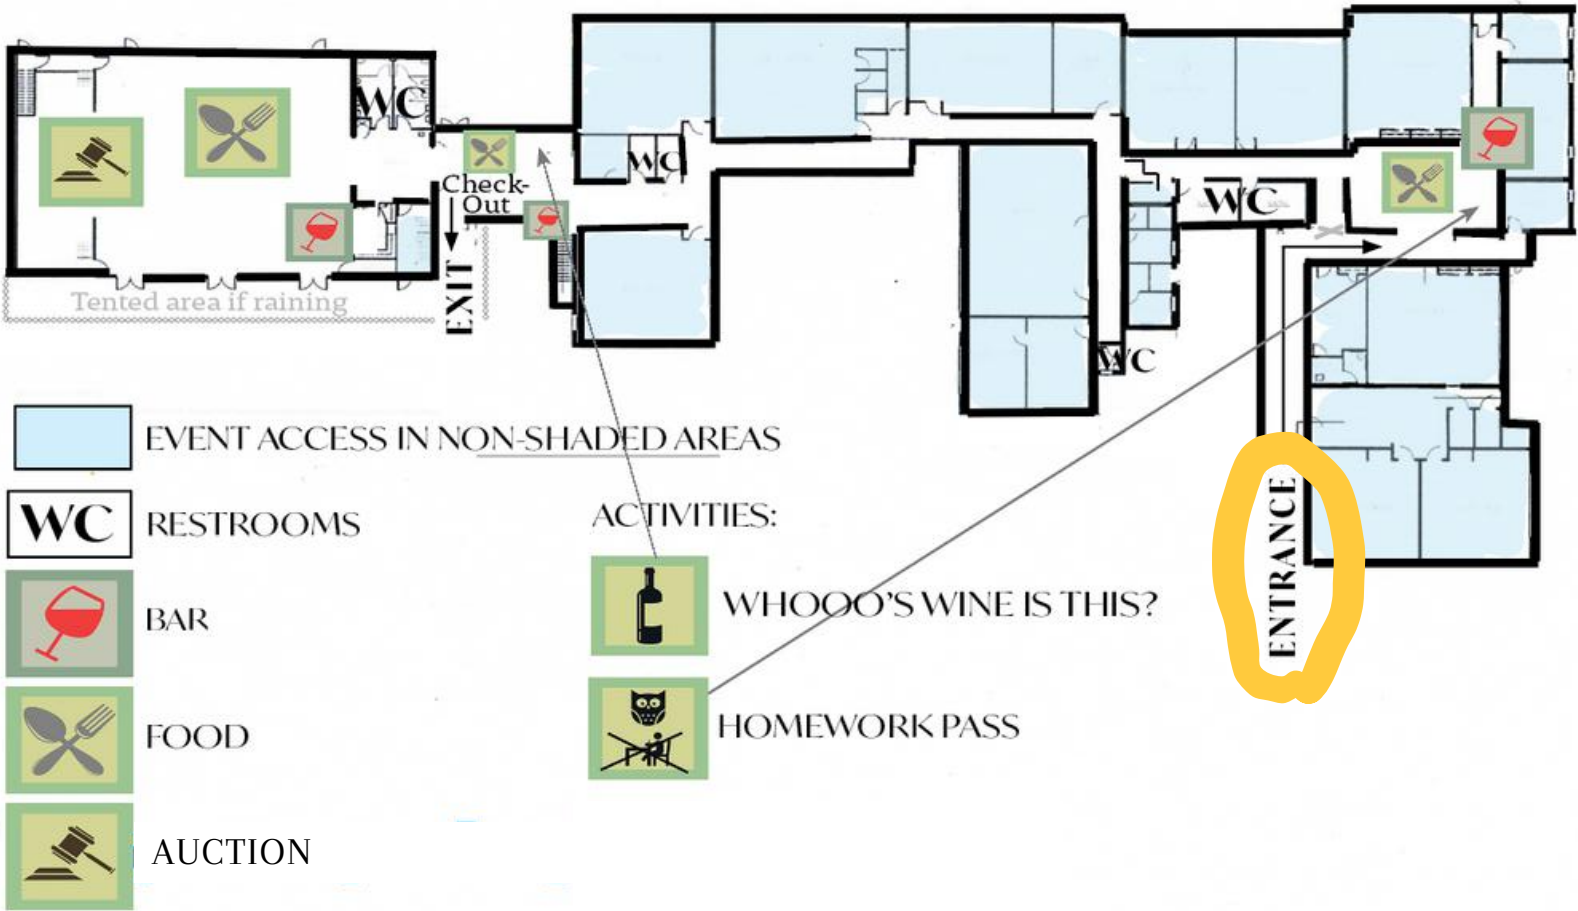 WC
Check-
Out
EXIT
Tented area if raining
WC
WC
WC
ENTRANCE
EVENT ACCESS IN NON-SHADED AREAS
WC
RESTROOMS
BAR
FOOD
AUCTION
ACTIVITIES:
WHOOO'S WINE IS THIS?
HOMEWORK PASS